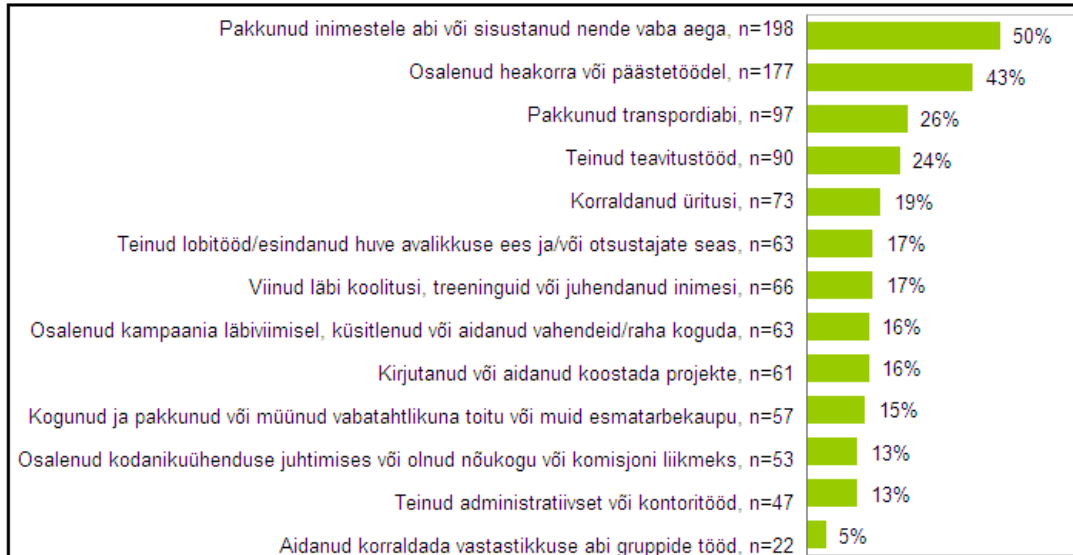 Pakkunud inimestele abi või sisustanud nende vaba aega, n=198 50%
Osalenud heakorra või päästetöödel, n=177 43%
Pakkunud transpordiabi, n=97 26%
Teinud teavitustööd, n=90 24%
Korraldanud üritusi, n=73 19%
Teinud lobitööd/esindanud huve avalikkuse ees ja/või otsustajate seas, n=63 17%
Viinud läbi koolitusi, treeninguid või juhendanud inimesi, n=66 17%
Osalenud kampaania läbiviimisel, küsitlenud või aidanud vahendeid/raha koguda, n=63 16%
Kirjutanud või aidanud koostada projekte, n=61 16%
Kogunud ja pakkunud või müünud vabatahtlikuna toitu või muid esmatarbekaupu, n=57 15%
Osalenud kodanikuühenduse juhtimises või olnud nõukogu või komisjoni liikmeks, n=53 13%
Teinud administratiivset või kontoritööd, n=47 13%
Aidanud korraldada vastastikkuse abi gruppide tööd, n=22 5%